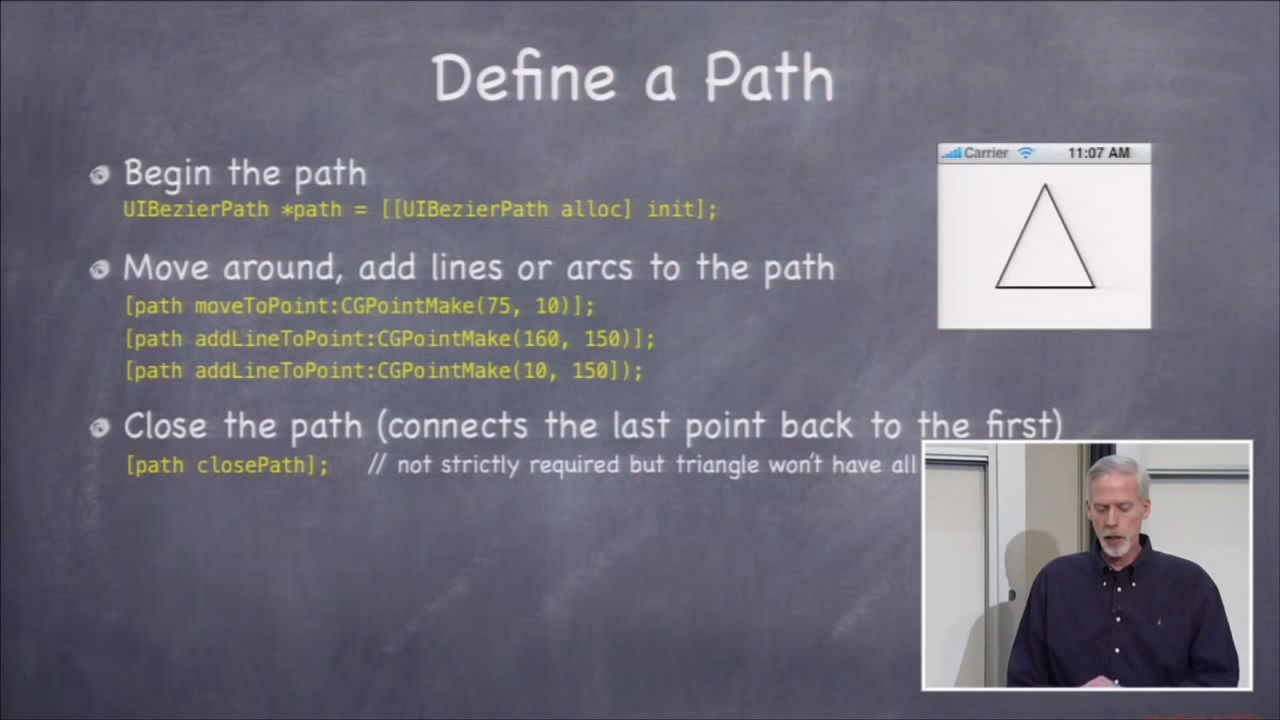 Define a Path
Begin the path
UIBezierPath *path = [[UIBezierPath alloc] init];
Move around, add lines or arcs to the path
[path moveToPoint:CGPointMake(75, 10)];
[path addLineToPoint:CGPointMake(160, 150)];
[path addLineToPoint:CGPointMake(10, 150]);
Close the path (connects the last point back to the first)
[path closePath]; // not strictly required but triangle won't have all
Carrier 11:07 AM